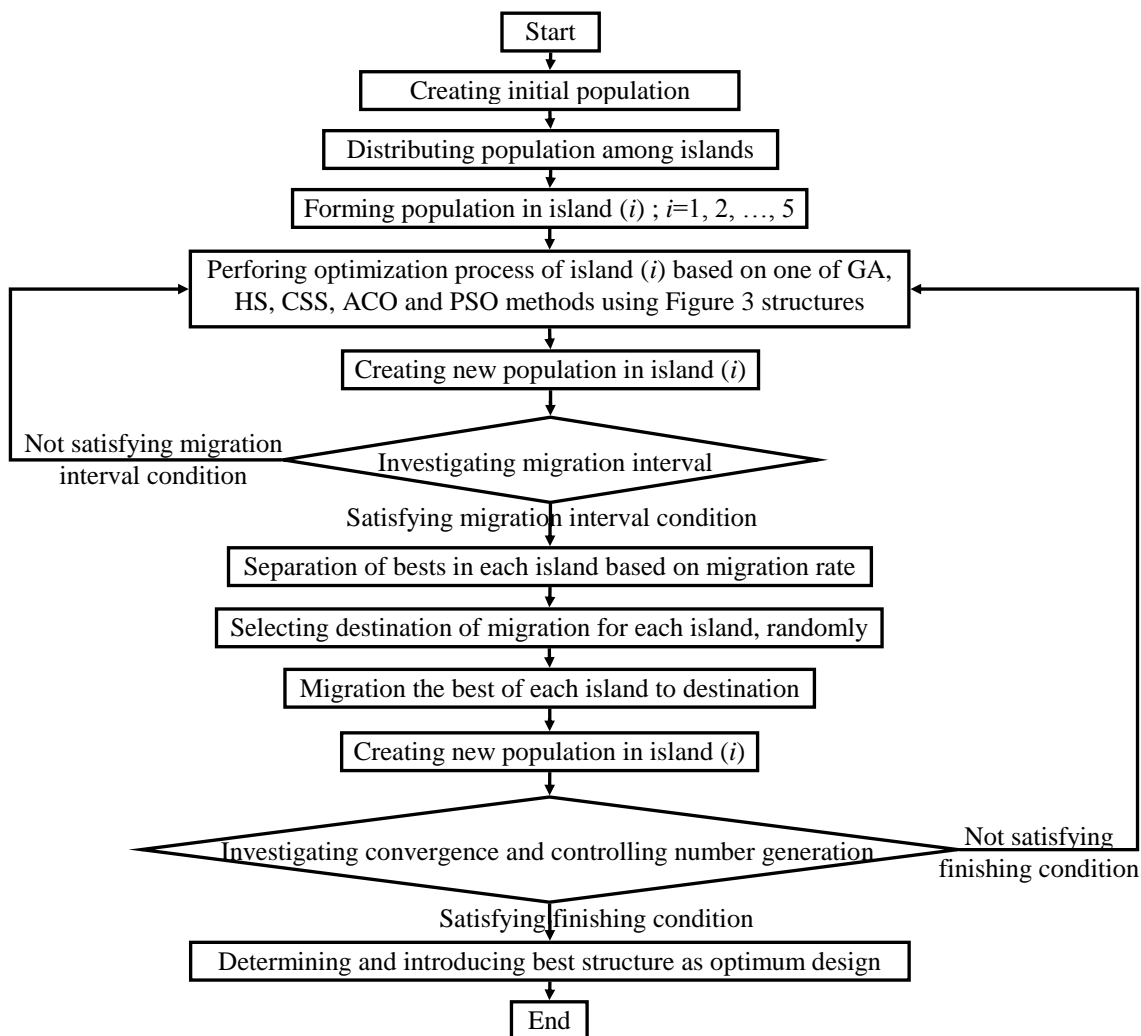 Start
Creating initial population
Distributing population among islands
Forming population in island (i) ; i=1, 2, …, 5
Perforing optimization process of island (i) based on one of GA,
HS, CSS, ACO and PSO methods using Figure 3 structures
Creating new population in island (i)
Not satisfying migration
interval condition
Investigating migration interval
Satisfying migration interval condition
Separation of bests in each island based on migration rate
Selecting destination of migration for each island, randomly
Migration the best of each island to destination
Creating new population in island (i)
Investigating convergence and controlling number generation
Not satisfying
finishing condition
Satisfying finishing condition
Determining and introducing best structure as optimum design
End